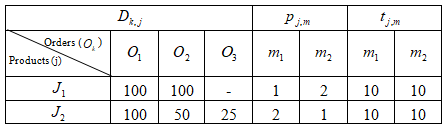 D_{k,j} p_{j,m} t_{j,m}
Orders (O_k) O_1 O_2 O_3 m_1 m_2 m_1 m_2
Products (j)
J_1 100 100 - 1 2 10 10
J_2 100 50 25 2 1 10 10